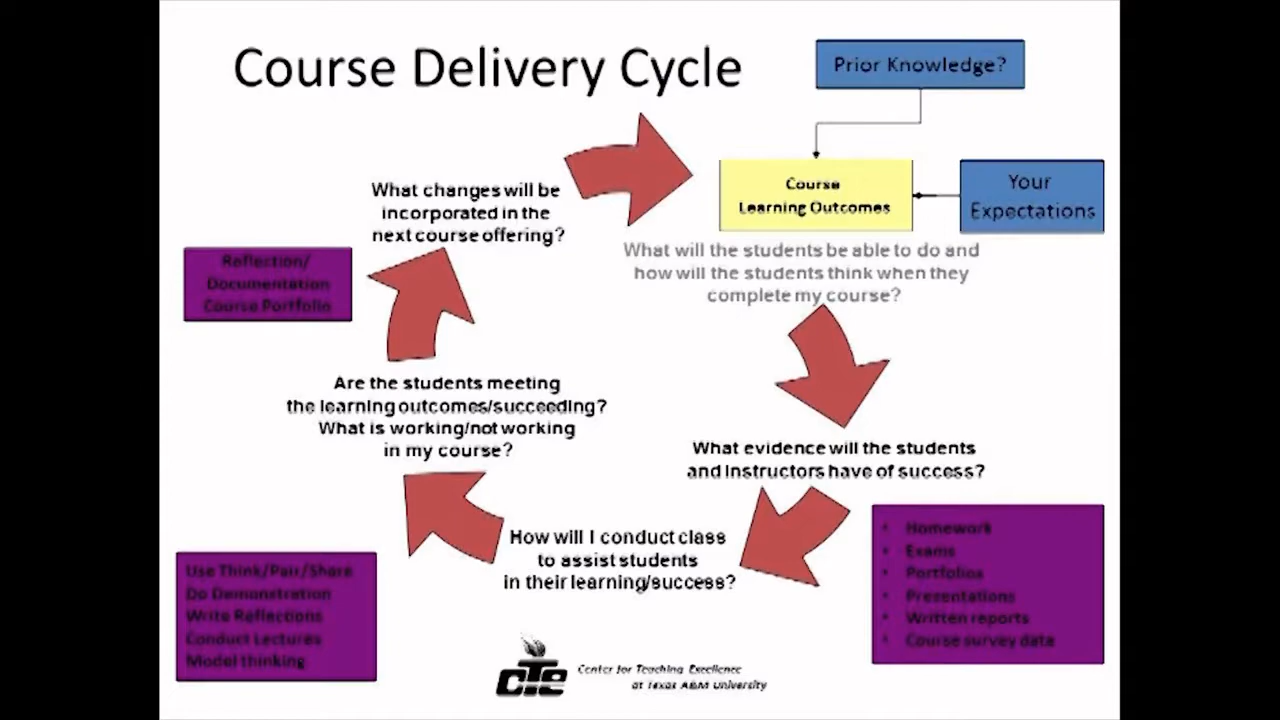 Course Delivery Cycle
Prior Knowledge?
Course
Learning Outcomes
Your
Expectations
What will the students be able to do and
how will the students think when they
complete my course?
What evidence will the students
and instructors have of success?
• Homework
• Exams
• Portfolios
• Presentations
• Written reports
• Course survey data
How will I conduct class
to assist students
in their learning/success?
Use Think/Pair/Share
Do Demonstration
Write Reflections
Conduct Lectures
Model thinking
Are the students meeting
the learning outcomes/succeeding?
What is working/not working
in my course?
Reflection/
Documentation
Course Portfolio
What changes will be
incorporated in the
next course offering?
CTE
Center for Teaching Excellence
at Texas A&M University